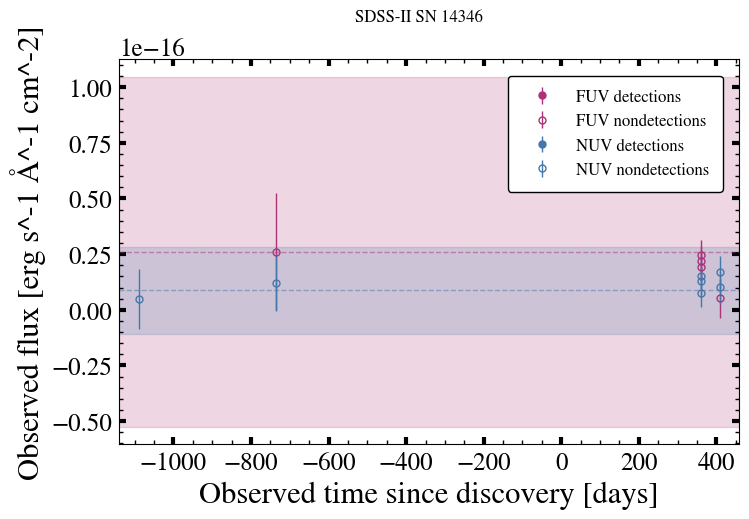 SDSS-II SN 14346
1e−16
1.00
0.75
0.50
0.25
0.00
−0.25
−0.50
Observed flux [erg s^-1 Å^-1 cm^-2]
FUV detections
FUV nondetections
NUV detections
NUV nondetections
−1000 −800 −600 −400 −200 0 200 400
Observed time since discovery [days]